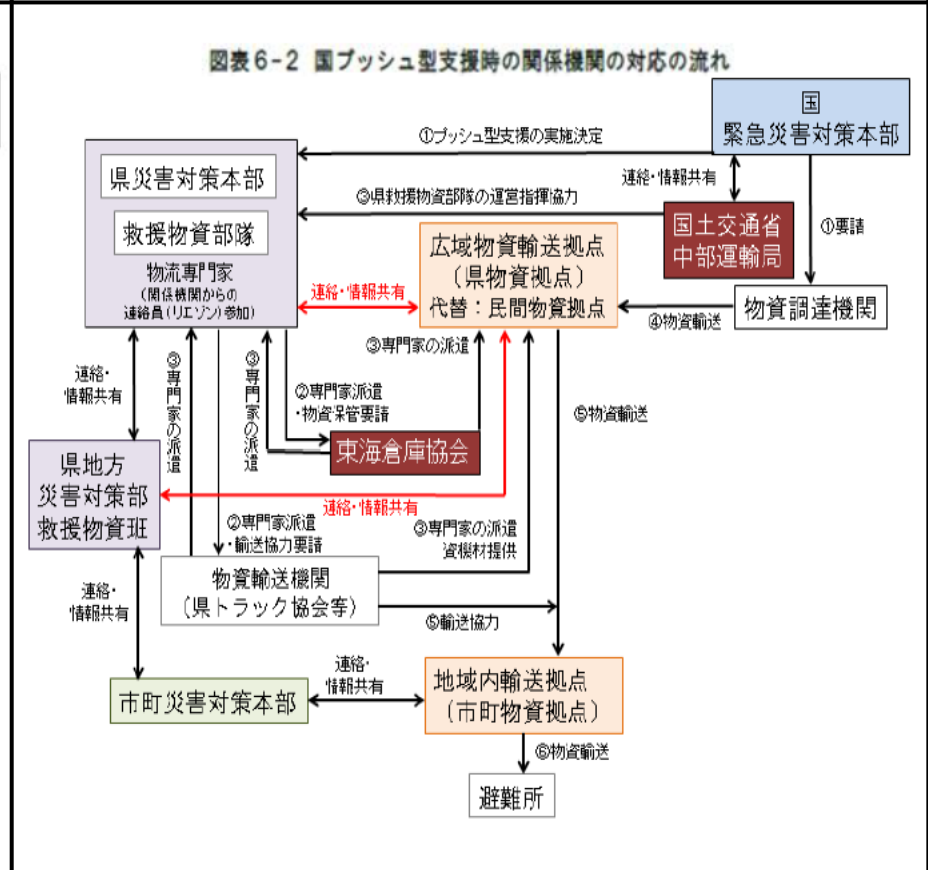 図表6-2 国プッシュ型支援時の関係機関の対応の流れ
国
緊急災害対策本部
①プッシュ型支援の実施決定
県災害対策本部
連絡・情報共有
③県救援物資部隊の運営指揮協力
救援物資部隊
国土交通省
中部運輸局
①要請
広域物資輸送拠点
(県物資拠点)
代替:民間物資拠点
物流専門家
(関係機関からの
連絡員(リエゾン)参加)
連絡・情報共有
④物資輸送
物資調達機関
③専門家の派遣
連絡・
情報共有
③専門家の派遣
③専門家の派遣
②専門家派遣
・物資保管要請
⑤物資輸送
東海倉庫協会
県地方
災害対策部
救援物資班
連絡・情報共有
②専門家派遣
・輸送協力要請
③専門家の派遣
資機材提供
物資輸送機関
(県トラック協会等)
連絡・
情報共有
⑤輸送協力
連絡・
情報共有
市町災害対策本部
地域内輸送拠点
(市町物資拠点)
⑥物資輸送
避難所